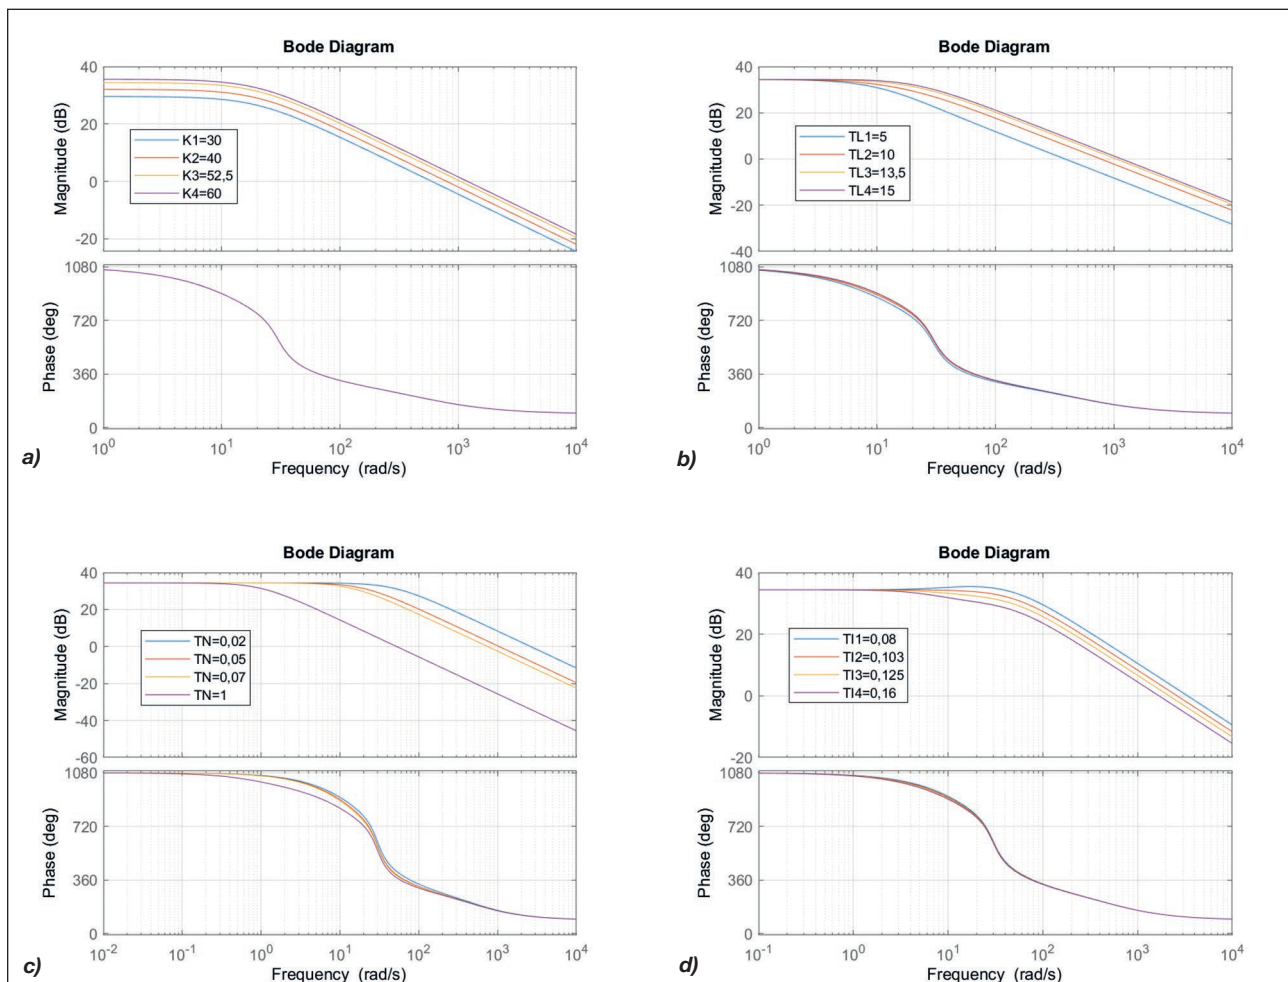 Bode Diagram
40
20
0
-20
Magnitude (dB)
K1=30
K2=40
K3=52,5
K4=60
1080
720
360
0
Phase (deg)
10^0
10^1
10^2
10^3
10^4
Frequency (rad/s)
a)
Bode Diagram
40
20
0
-20
-40
Magnitude (dB)
TL1=5
TL2=10
TL3=13,5
TL4=15
1080
720
360
0
Phase (deg)
10^0
10^1
10^2
10^3
10^4
Frequency (rad/s)
b)
Bode Diagram
40
20
0
-20
-40
-60
Magnitude (dB)
TN=0,02
TN=0,05
TN=0,07
TN=1
1080
720
360
0
Phase (deg)
10^-2
10^-1
10^0
10^1
10^2
10^3
10^4
Frequency (rad/s)
c)
Bode Diagram
40
20
0
-20
Magnitude (dB)
TI1=0,08
TI2=0,103
TI3=0,125
TI4=0,16
1080
720
360
0
Phase (deg)
10^-1
10^0
10^1
10^2
10^3
10^4
Frequency (rad/s)
d)